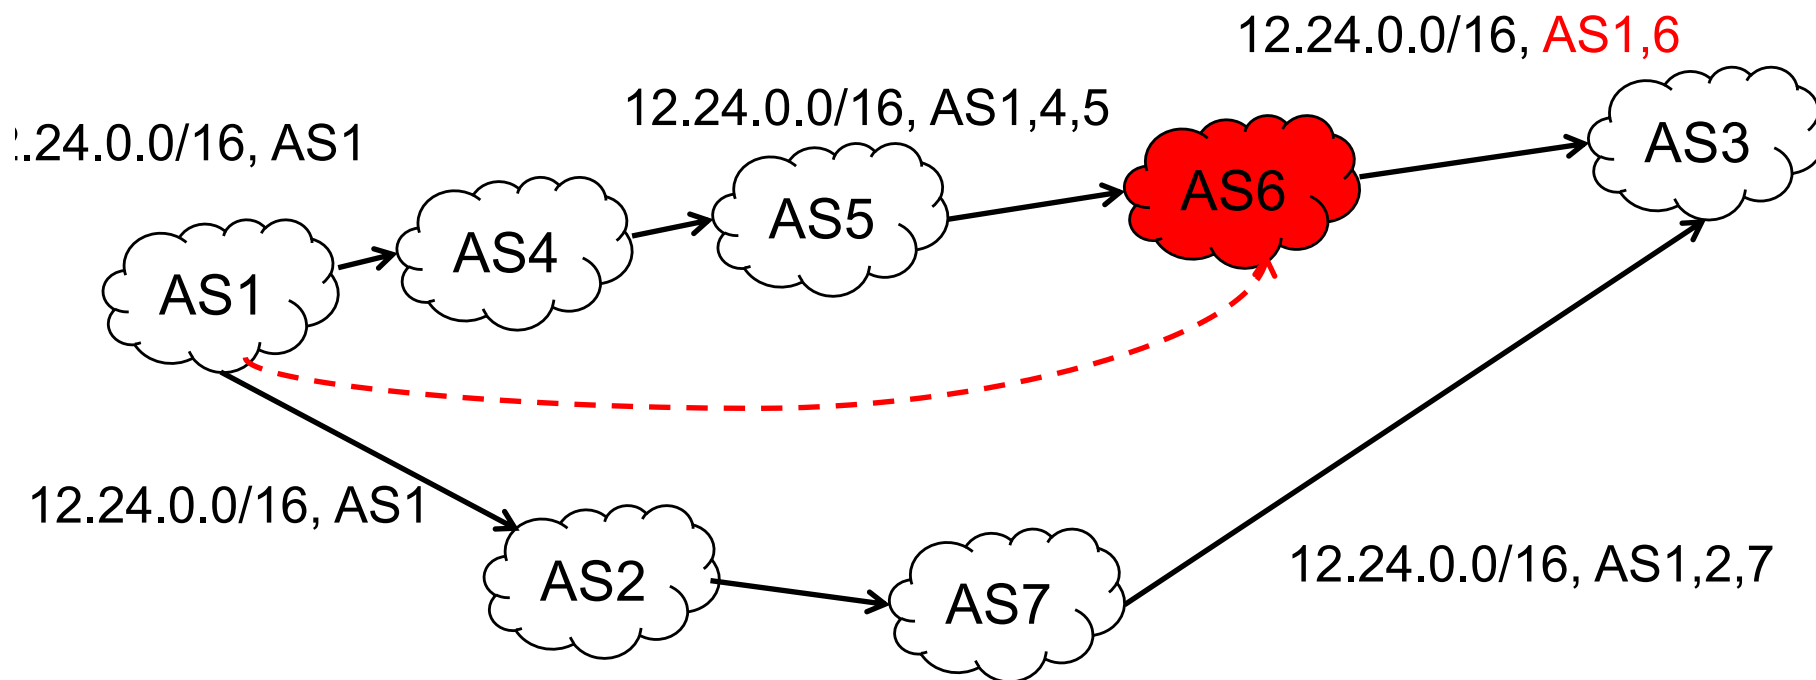 12.24.0.0/16, AS1,6
12.24.0.0/16, AS1,4,5
.24.0.0/16, AS1
AS3
AS6
AS5
AS4
AS1
12.24.0.0/16, AS1
12.24.0.0/16, AS1,2,7
AS2
AS7